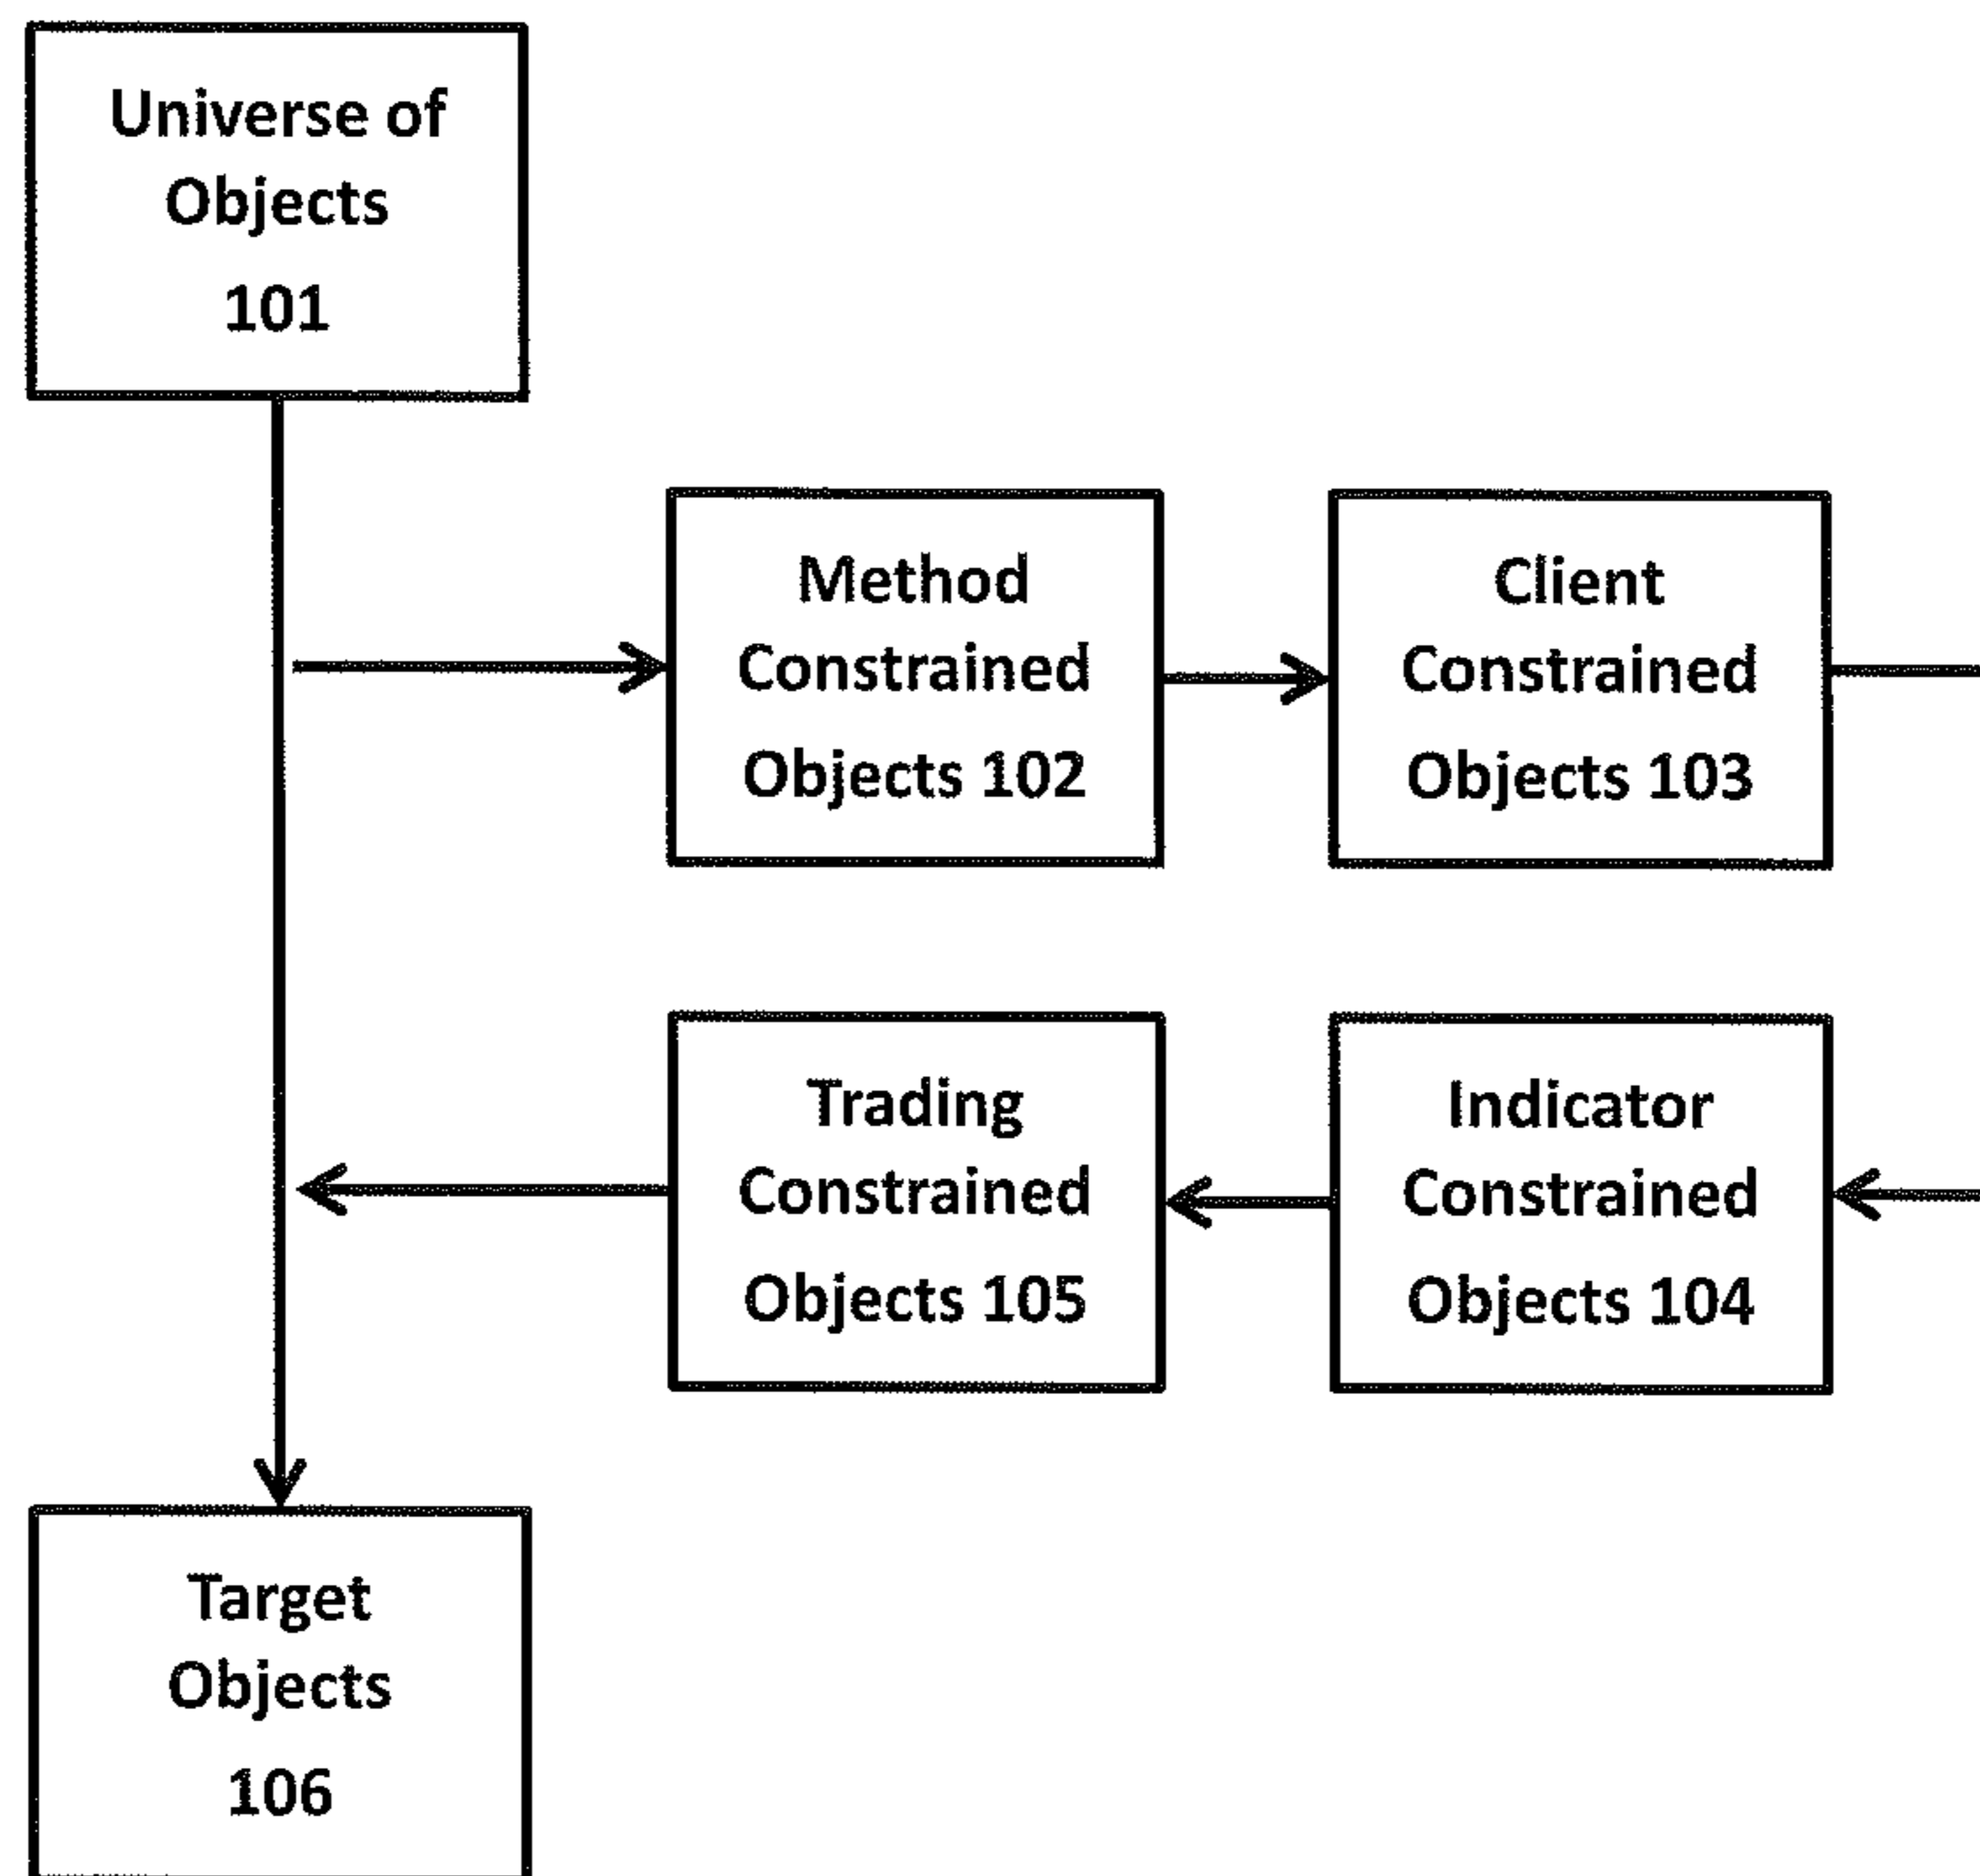 Universe of
Objects
101
Method
Constrained
Objects 102
Client
Constrained
Objects 103
Trading
Constrained
Objects 105
Indicator
Constrained
Objects 104
Target
Objects
106